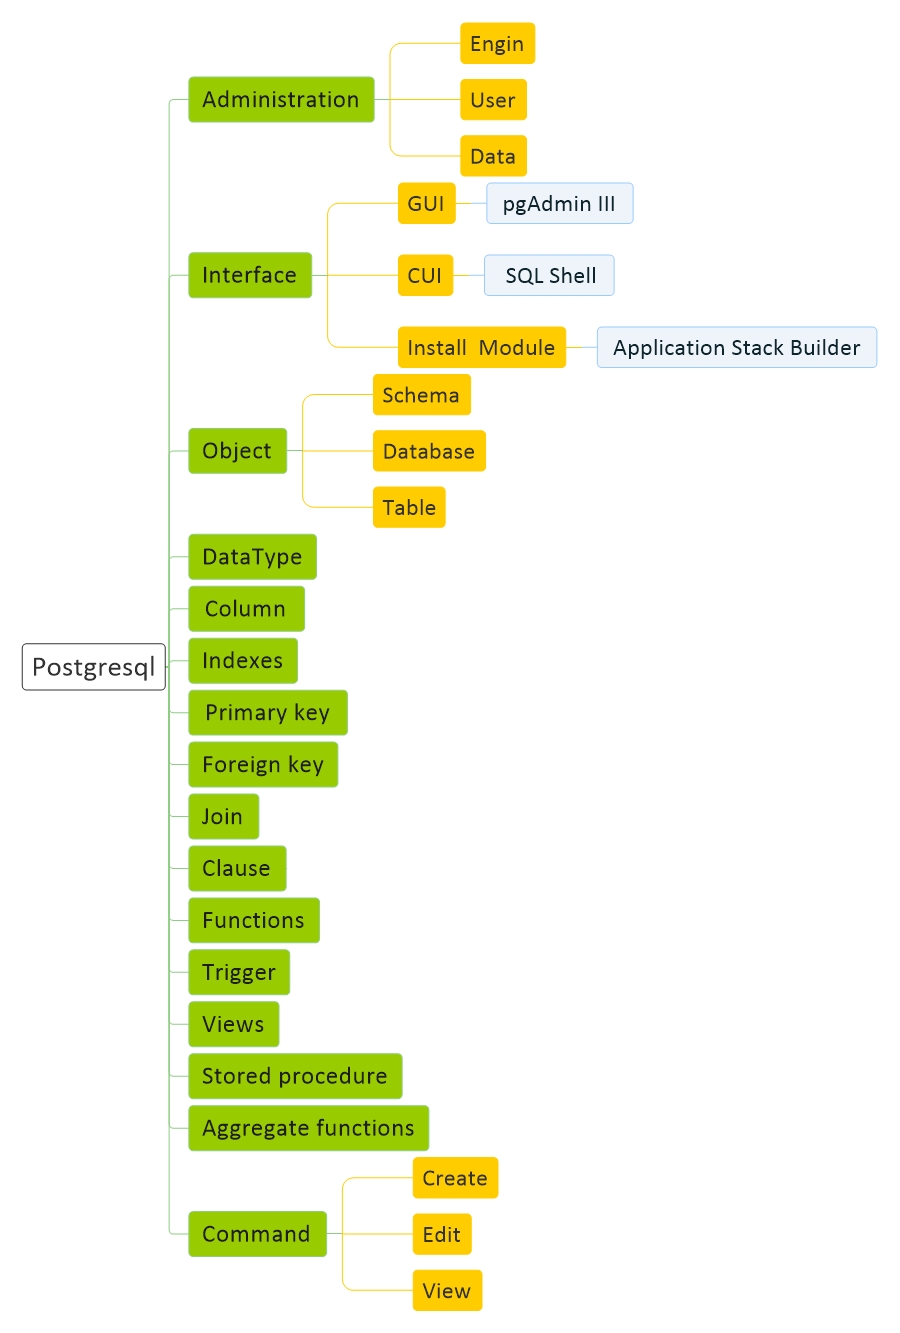 Postgresql
Administration
Engin
User
Data
Interface
GUI
pgAdmin III
CUI
SQL Shell
Install  Module
Application Stack Builder
Object
Schema
Database
Table
DataType
Column
Indexes
Primary key
Foreign key
Join
Clause
Functions
Trigger
Views
Stored procedure
Aggregate functions
Command
Create
Edit
View